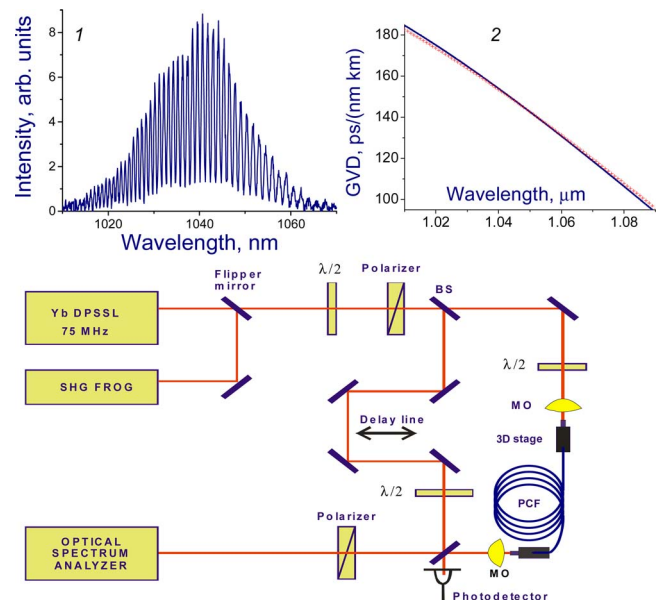 1
Intensity, arb. units
8
6
4
2
0
1020
1040
1060
Wavelength, nm
2
GVD, ps/(nm km)
180
160
140
120
100
Wavelength, μm
1.02
1.04
1.06
1.08
Flipper
mirror
λ/2
Polarizer
BS
Yb DPSSL
75 MHz
SHG FROG
λ/2
MO
Delay line
3D stage
PCF
λ/2
Polarizer
OPTICAL
SPECTRUM
ANALYZER
MO
Photodetector